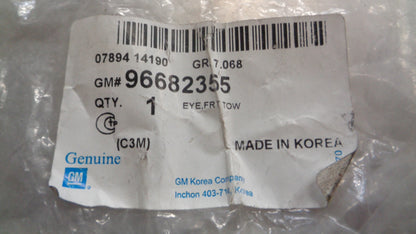 07894 14190 GR 7.068
GM# 96682355
QTY. 1 EYE,FRT TOW
(C3M) MADE IN KOREA
Genuine
GM
GM Korea Company
Inchon 403-714, Korea